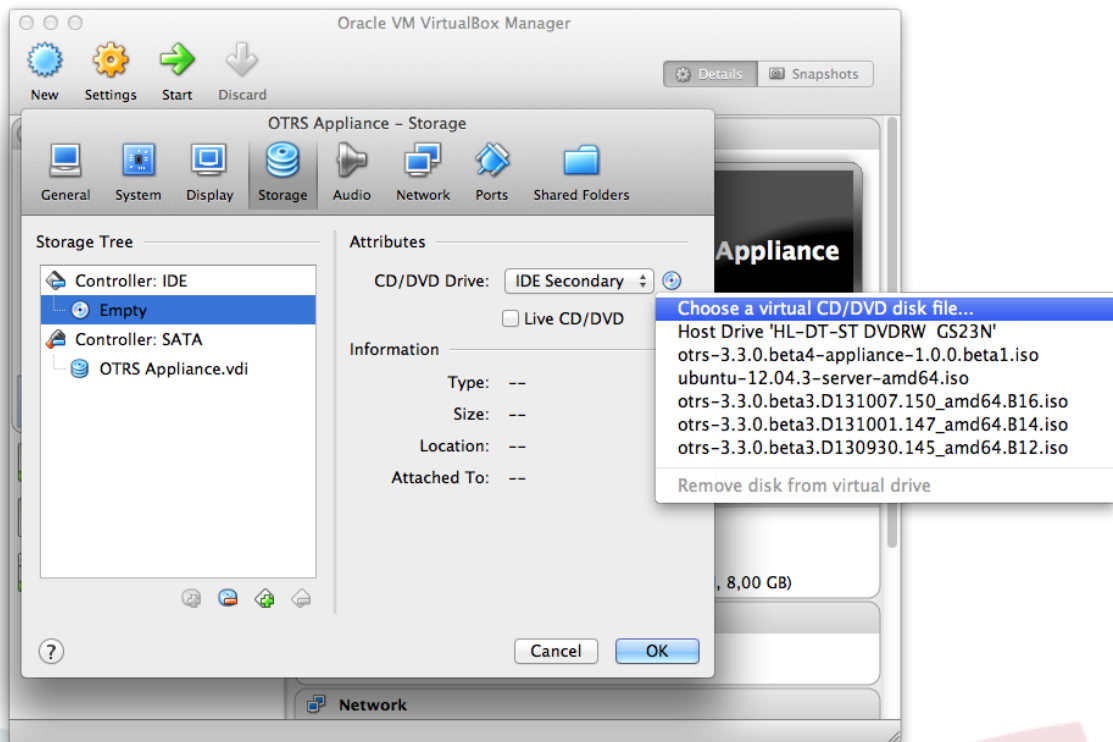 Oracle VM VirtualBox Manager
New
Settings
Start
Discard
Details
Snapshots
OTRS Appliance – Storage
General
System
Display
Storage
Audio
Network
Ports
Shared Folders
Appliance
Storage Tree
Controller: IDE
Empty
Controller: SATA
OTRS Appliance.vdi
Attributes
CD/DVD Drive:
IDE Secondary
Live CD/DVD
Information
Type: --
Size: --
Location: --
Attached To: --
Choose a virtual CD/DVD disk file...
Host Drive 'HL-DT-ST DVDRW  GS23N'
otrs-3.3.0.beta4-appliance-1.0.0.beta1.iso
ubuntu-12.04.3-server-amd64.iso
otrs-3.3.0.beta3.D131007.150_amd64.B16.iso
otrs-3.3.0.beta3.D131001.147_amd64.B14.iso
otrs-3.3.0.beta3.D130930.145_amd64.B12.iso
Remove disk from virtual drive
, 8,00 GB)
?
Cancel
OK
Network